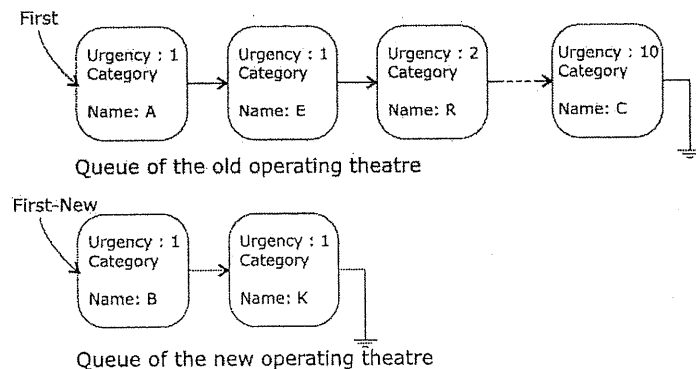 First
Urgency : 1
Category
Name: A
Urgency : 1
Category
Name: E
Urgency : 2
Category
Name: R
Urgency : 10
Category
Name: C
Queue of the old operating theatre
First-New
Urgency : 1
Category
Name: B
Urgency : 1
Category
Name: K
Queue of the new operating theatre